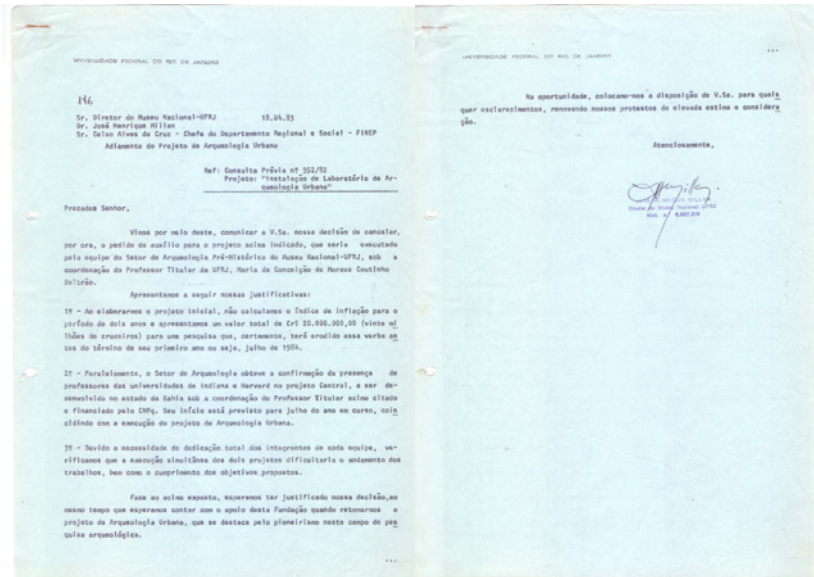 UNIVERSIDADE FEDERAL DO RIO DE JANEIRO
146
Sr. Diretor do Museu Nacional-UFRJ 18.04.83
Dr. José Henrique Milian
Sr. Celso Alves da Cruz - Chefe do Departamento Regional e Social - FINEP
Adiamento do Projeto de Arqueologia Urbana
Ref: Consulta Prévia nº 952/82
Projeto: "Instalação de Laboratório de Ar-
queologia Urbana"
Prezados Senhor,
Vimos por meio deste, comunicar a V.Sa. nossa decisão de cancelar,
por ora, o pedido de auxílio para o projeto acima indicado, que seria executado
pela equipe do Setor de Arqueologia Pré-Histórica do Museu Nacional-UFRJ, sob a
coordenação do Professor Titular da UFRJ, Maria da Conceição de Moraes Coutinho
Beltrão.
Apresentamos a seguir nossas justificativas:
1º - Ao elaborarmos o projeto inicial, não calculamos o índice de inflação para o
período de dois anos e apresentamos um valor total de Cr$ 20.000.000,00 (vinte mi
lhões de cruzeiros) para uma pesquisa que, certamente, terá erodido essa verba an
tes do término de seu primeiro ano ou seja, julho de 1984.
2º - Paralelamente, o Setor de Arqueologia obteve a confirmação da presença de
professores das universidades de Indiana e Harvard no projeto Central, a ser de-
senvolvido no estado da Bahia sob a coordenação do Professor Titular acima citado
e financiado pelo CNPq. Seu início está previsto para julho do ano em curso, coin
cidindo com a execução do projeto de Arqueologia Urbana.
3º - Devido a necessidade de dedicação total dos integrantes de cada equipe, ve-
rificamos que a execução simultânea dos dois projetos dificultaria o andamento dos
trabalhos, bem como o cumprimento dos objetivos propostos.
Face ao acima exposto, esperamos ter justificado nossa decisão,ao
mesmo tempo que esperamos contar com o apoio desta Fundação quando retornarmos o
projeto de Arqueologia Urbana, que se destaca pelo pioneirismo neste campo de pes
quisa arqueológica.
...
UNIVERSIDADE FEDERAL DO RIO DE JANEIRO
...
Na oportunidade, colocamo-nos a disposição de V.Sa. para quais
quer esclarecimentos, renovando nossos protestos de elevada estima e considera
ção.
Atenciosamente,
Diretor do Museu Nacional UFRJ